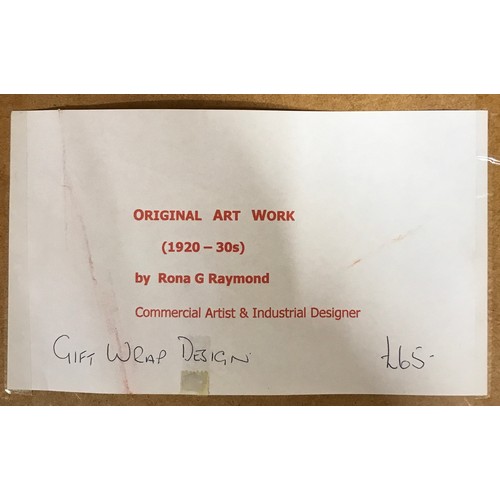 ORIGINAL ART WORK
(1920 – 30s)
by Rona G Raymond
Commercial Artist & Industrial Designer
GIFT WRAP DESIGN £65-